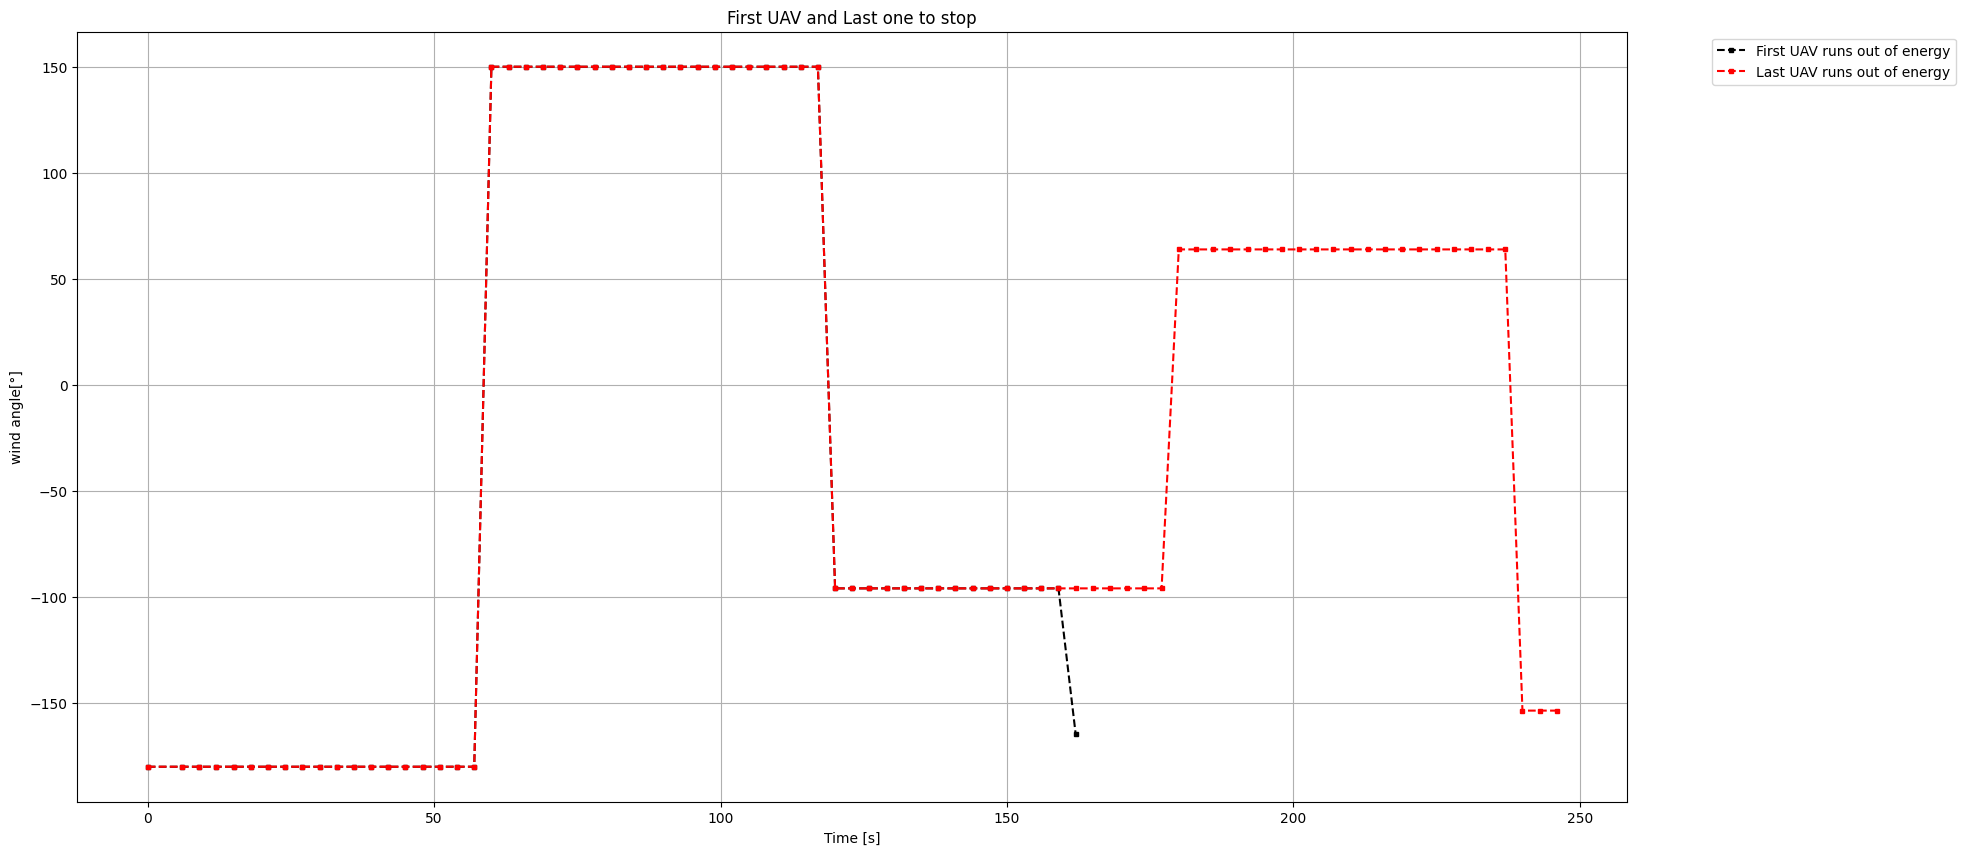 First UAV and Last one to stop
First UAV runs out of energy
Last UAV runs out of energy
wind angle[°]
150
100
50
0
−50
−100
−150
0 50 100 150 200 250
Time [s]